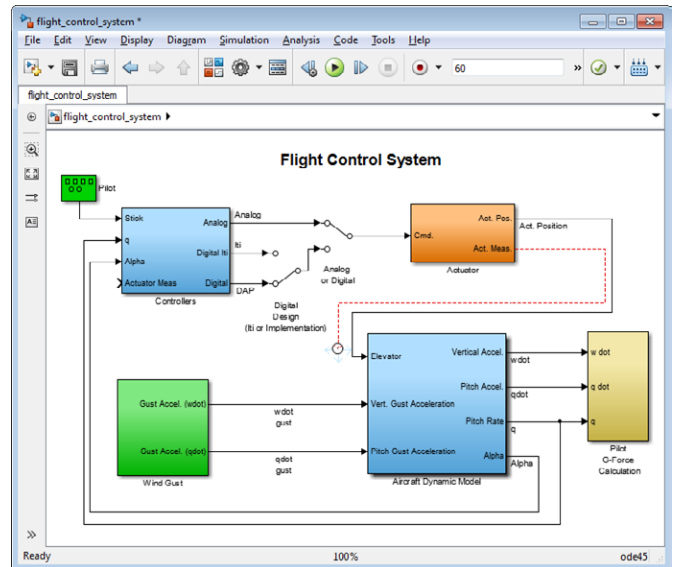 flight_control_system *
File Edit View Display Diagram Simulation Analysis Code Tools Help
60
»
flight_control_system
flight_control_system
Flight Control System
Pilot
Stick
q
Alpha
Actuator Meas
Analog
Digital Iti
Digital
Controllers
Analog
Iti
DAP
Digital
Design
(Iti or Implementation)
Analog
or Digital
Cmd.
Act. Pos.
Act. Meas.
Actuator
Act. Position
Gust Accel. (wdot)
Gust Accel. (qdot)
Wind Gust
wdot
gust
qdot
gust
Elevator
Vert. Gust Acceleration
Pitch Gust Acceleration
Vertical Accel.
Pitch Accel.
Pitch Rate
Alpha
Aircraft Dynamic Model
wdot
qdot
q
Alpha
w dot
q dot
q
Pilot
G-Force
Calculation
»
Ready 100% ode45